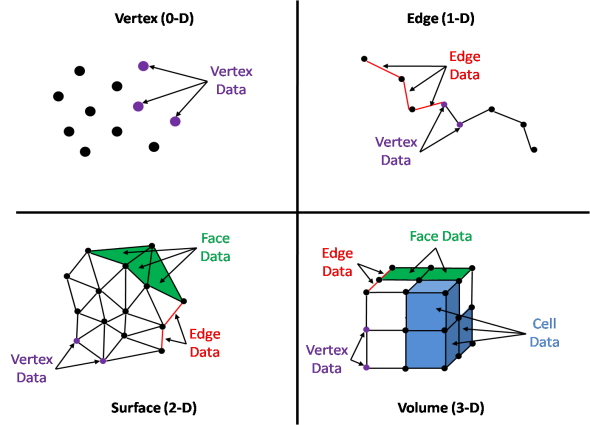 Vertex (0-D)
Vertex
Data
Edge (1-D)
Edge
Data
Vertex
Data
Face
Data
Edge
Data
Vertex
Data
Surface (2-D)
Face Data
Edge
Data
Cell
Data
Vertex
Data
Volume (3-D)